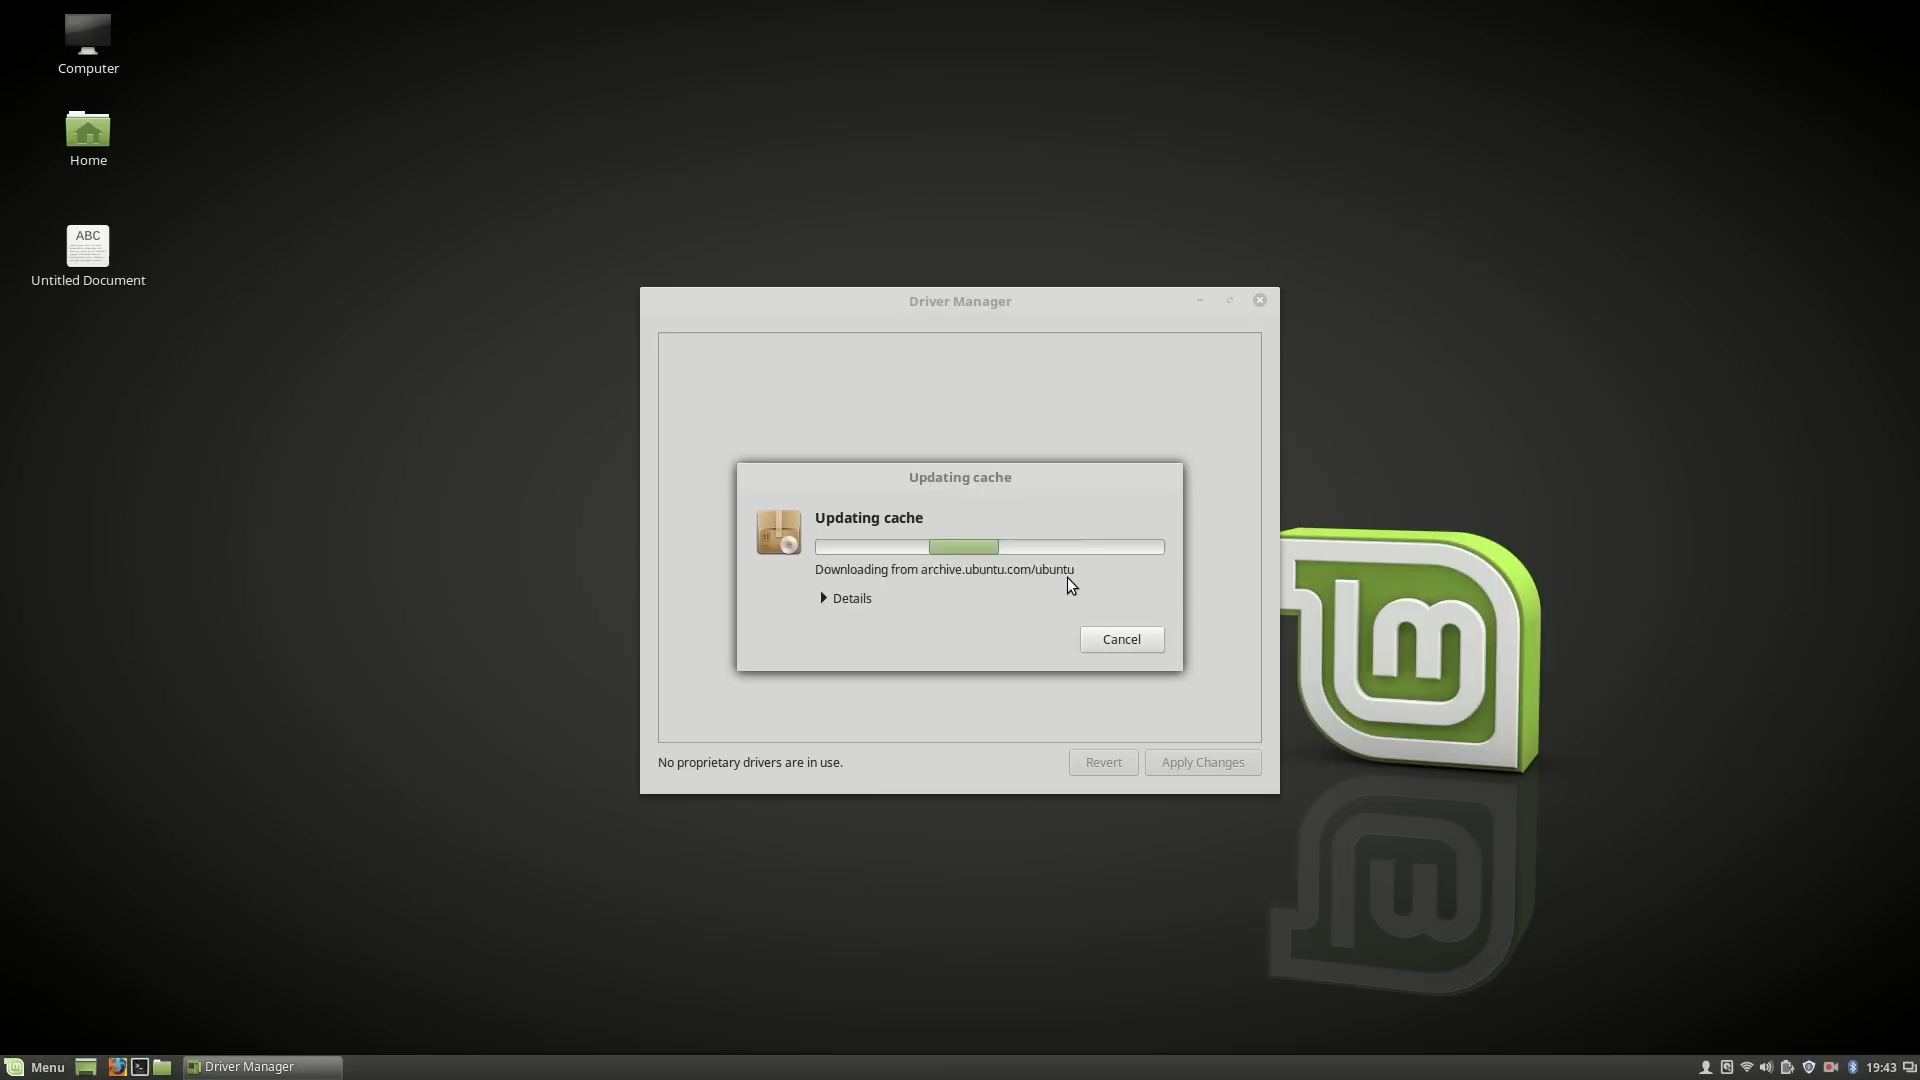 Computer
Home
ABC
Untitled Document
Driver Manager
Updating cache
Updating cache
Downloading from archive.ubuntu.com/ubuntu
Details
Cancel
No proprietary drivers are in use.
Revert
Apply Changes
Menu
Driver Manager
19:43